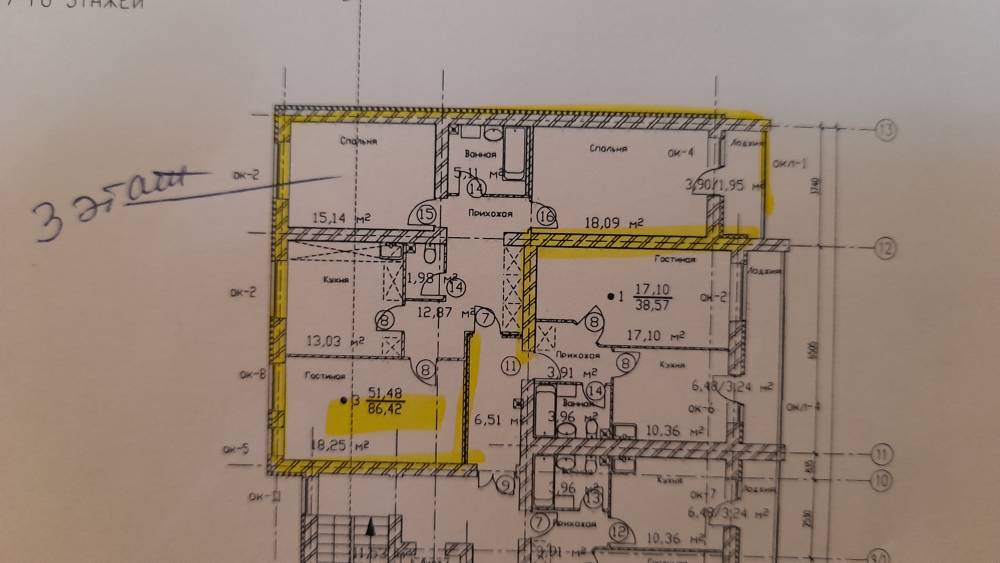 ЭТАЖЕЙ
3 этаж
13
Спальня
Ванная
Спальня
ОК-4
Лоджия
ОКЛ-1
ОК-2
5,11 м²
14
3,90/1,95 м²
3740
15,14 м²
15
Прихожая
16
18,09 м²
12
Гостиная
Лоджия
1,98 м²
Кухня
14
1
17,10
38,57
ОК-2
ОК-2
12,87 м²
7
8
8
13,03 м²
17,10 м²
6500
11
Прихожая
Кухня
8
8
3,91 м²
ОК-8
Гостиная
14
6,48/3,24 м²
3
51,48
86,42
Ванная
ОКЛ-4
6,51 м²
3,96 м²
ОК-6
18,25 м²
10,36 м²
ОК-5
11
Кухня
10
9
3,96 м²
13
ОК-7
Лоджия
6,48/3,24 м²
7
Прихожая
12
10,36 м²